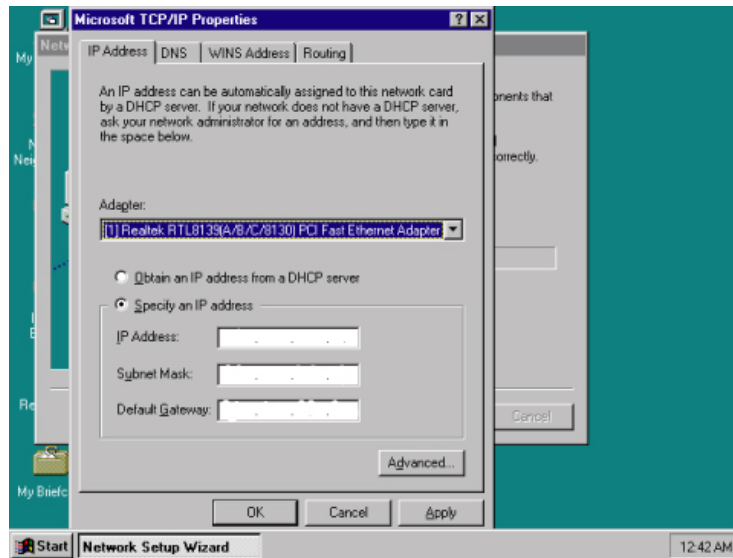 Microsoft TCP/IP Properties
My
Netw
IP Address
DNS
WINS Address
Routing
An IP address can be automatically assigned to this network card
by a DHCP server. If your network does not have a DHCP server,
ask your network administrator for an address, and then type it in
the space below.
onents that
N
Neig
orrectly.
Adapter:
[1] Realtek RTL8139(A/B/C/8130) PCI Fast Ethernet Adapter
Obtain an IP address from a DHCP server
Specify an IP address
IP Address:
Subnet Mask:
Default Gateway:
I
E
Re
Cancel
Advanced...
My Briefc
OK
Cancel
Apply
Start
Network Setup Wizard
12:42 AM